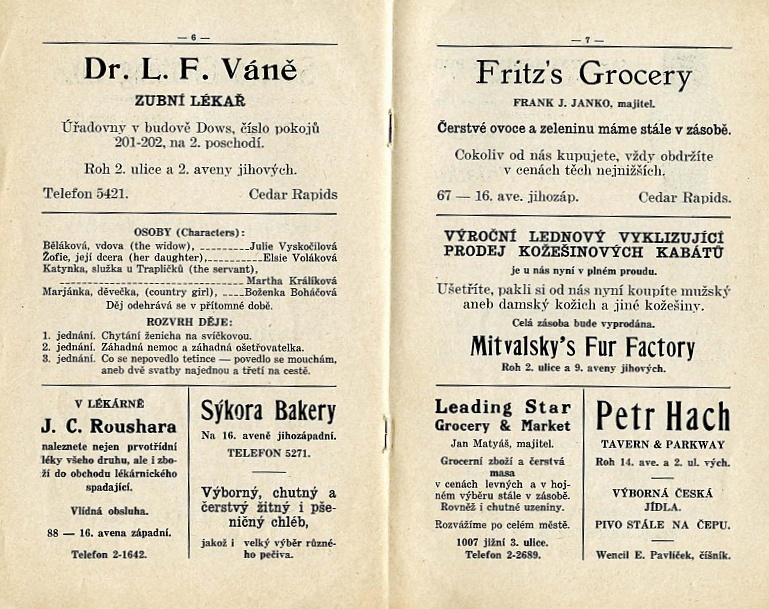 — 6 —
Dr. L. F. Váně
ZUBNÍ LÉKAŘ
Úřadovny v budově Dows, číslo pokojů
201-202, na 2. poschodí.
Roh 2. ulice a 2. aveny jihových.
Telefon 5421. Cedar Rapids
OSOBY (Characters):
Běláková, vdova (the widow), Julie Vyskočilová
Žofie, její dcera (her daughter), Elsie Voláková
Katynka, služka u Trapličků (the servant),
Martha Králíková
Marjánka, děvečka, (country girl), Boženka Boháčová
Děj odehrává se v přítomné době.
ROZVRH DĚJE:
1. jednání. Chytání ženicha na svíčkovou.
2. jednání. Záhadná nemoc a záhadná ošetřovatelka.
3. jednání. Co se nepovedlo tetince — povedlo se mouchám,
aneb dvě svatby najednou a třetí na cestě.
V LÉKÁRNĚ
J. C. Roushara
naleznete nejen prvotřídní
léky všeho druhu, ale i zbo-
ží do obchodu lékárnického
spadající.
Vlídná obsluha.
88 — 16. avena západní.
Telefon 2-1642.
Sýkora Bakery
Na 16. aveně jihozápadní.
TELEFON 5271.
Výborný, chutný a
čerstvý žitný i pše-
ničný chléb,
jakož i velký výběr různé-
ho pečiva.
— 7 —
Fritz's Grocery
FRANK J. JANKO, majitel.
Čerstvé ovoce a zeleninu máme stále v zásobě.
Cokoliv od nás kupujete, vždy obdržíte
v cenách těch nejnižších.
67 — 16. ave. jihozáp. Cedar Rapids.
VÝROČNÍ LEDNOVÝ VYKLIZUJÍCÍ
PRODEJ KOŽEŠINOVÝCH KABÁTŮ
je u nás nyní v plném proudu.
Ušetříte, pakli si od nás nyní koupíte mužský
aneb damský kožich a jiné kožešiny.
Celá zásoba bude vyprodána.
Mitvalsky's Fur Factory
Roh 2. ulice a 9. aveny jihových.
Leading Star
Grocery & Market
Jan Matyáš, majitel.
Grocerní zboží a čerstvá
masa
v cenách levných a v hoj-
ném výběru stále v zásobě.
Rovněž i chutné uzeniny.
Rozvážíme po celém městě.
1007 jižní 3. ulice.
Telefon 2-2689.
Petr Hach
TAVERN & PARKWAY
Roh 14. ave. a 2. ul. vých.
VÝBORNÁ ČESKÁ
JÍDLA.
PIVO STÁLE NA ČEPU.
Wencil E. Pavlíček, číšník.